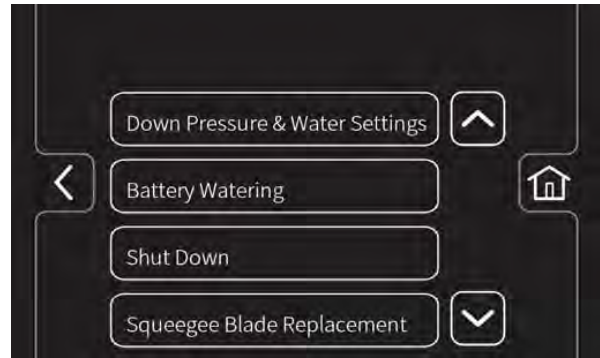 Down Pressure & Water Settings
Battery Watering
Shut Down
Squeegee Blade Replacement